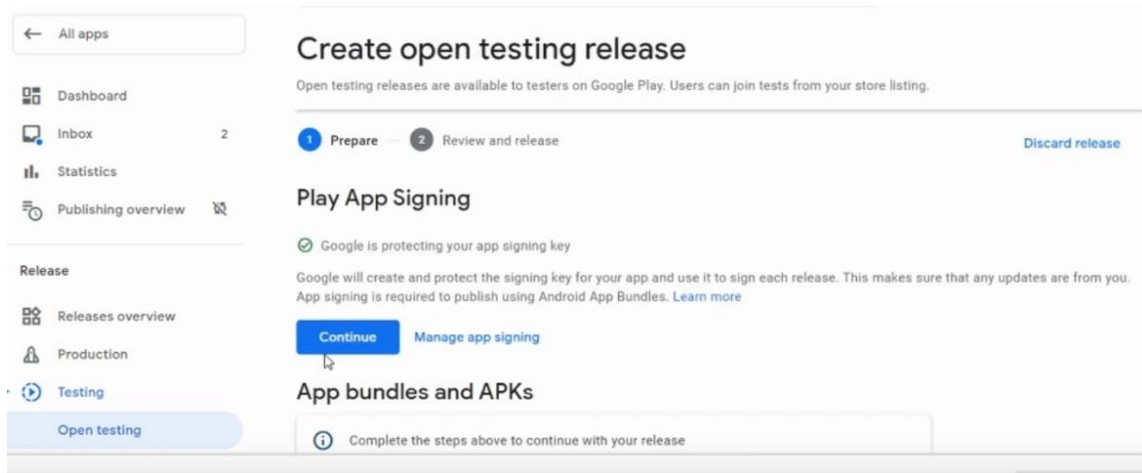 All apps
Dashboard
Inbox 2
Statistics
Publishing overview
Release
Releases overview
Production
Testing
Open testing
Create open testing release
Open testing releases are available to testers on Google Play. Users can join tests from your store listing.
1 Prepare 2 Review and release
Discard release
Play App Signing
Google is protecting your app signing key
Google will create and protect the signing key for your app and use it to sign each release. This makes sure that any updates are from you.
App signing is required to publish using Android App Bundles. Learn more
Continue Manage app signing
App bundles and APKs
Complete the steps above to continue with your release